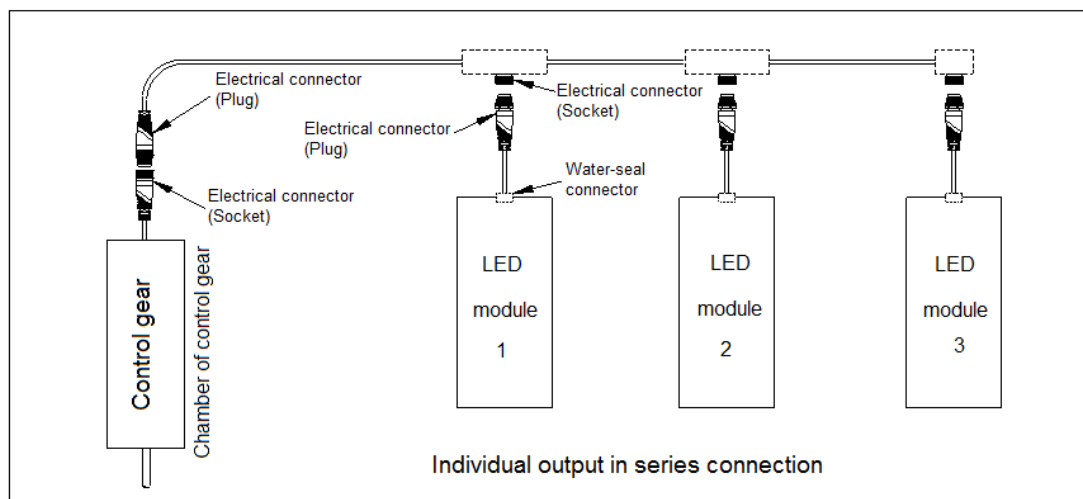 Electrical connector
(Plug)
Electrical connector
(Socket)
Electrical connector
(Plug)
Water-seal
connector
Electrical connector
(Socket)
Control gear
Chamber of control gear
LED
module
1
LED
module
2
LED
module
3
Individual output in series connection